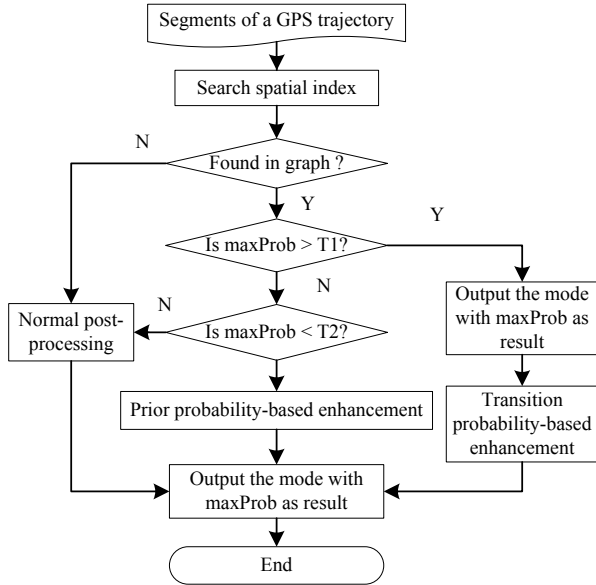 Segments of a GPS trajectory
Search spatial index
N
Found in graph ?
Y
Y
Is maxProb > T1?
N
Output the mode
with maxProb as
result
Normal post-
processing
N
Is maxProb < T2?
Prior probability-based enhancement
Transition
probability-based
enhancement
Output the mode with
maxProb as result
End